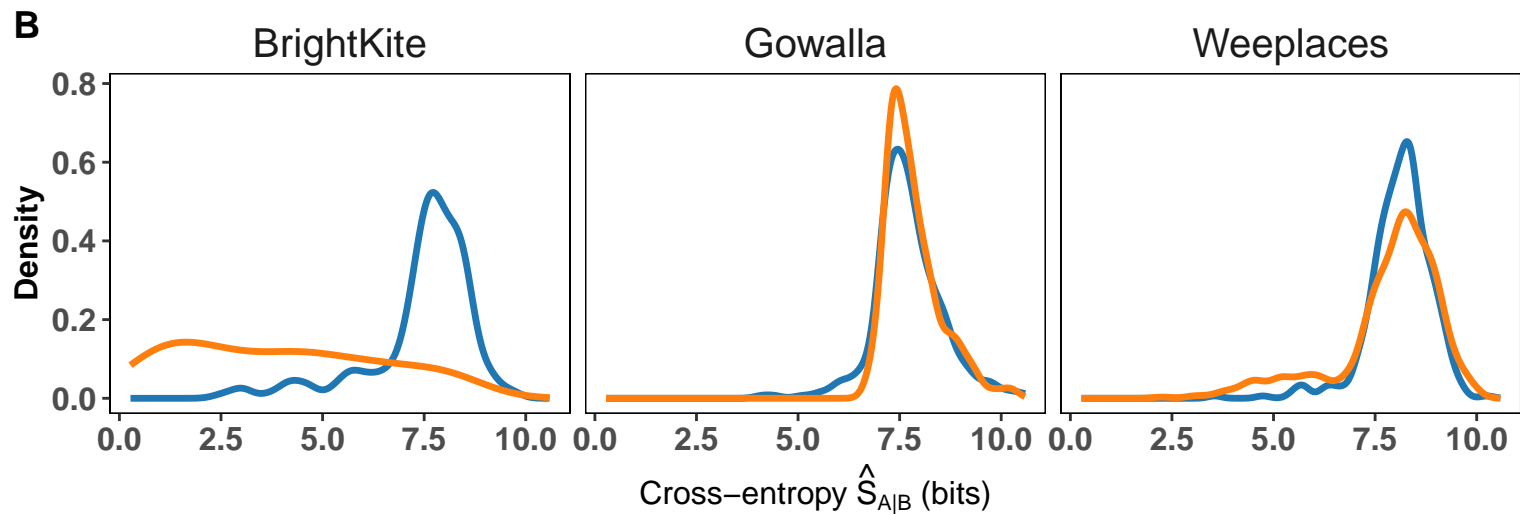 B
BrightKite Gowalla Weeplaces
Density
0.8
0.6
0.4
0.2
0.0
0.0 2.5 5.0 7.5 10.0 0.0 2.5 5.0 7.5 10.0 0.0 2.5 5.0 7.5 10.0
Cross−entropy Ŝ_A|B (bits)